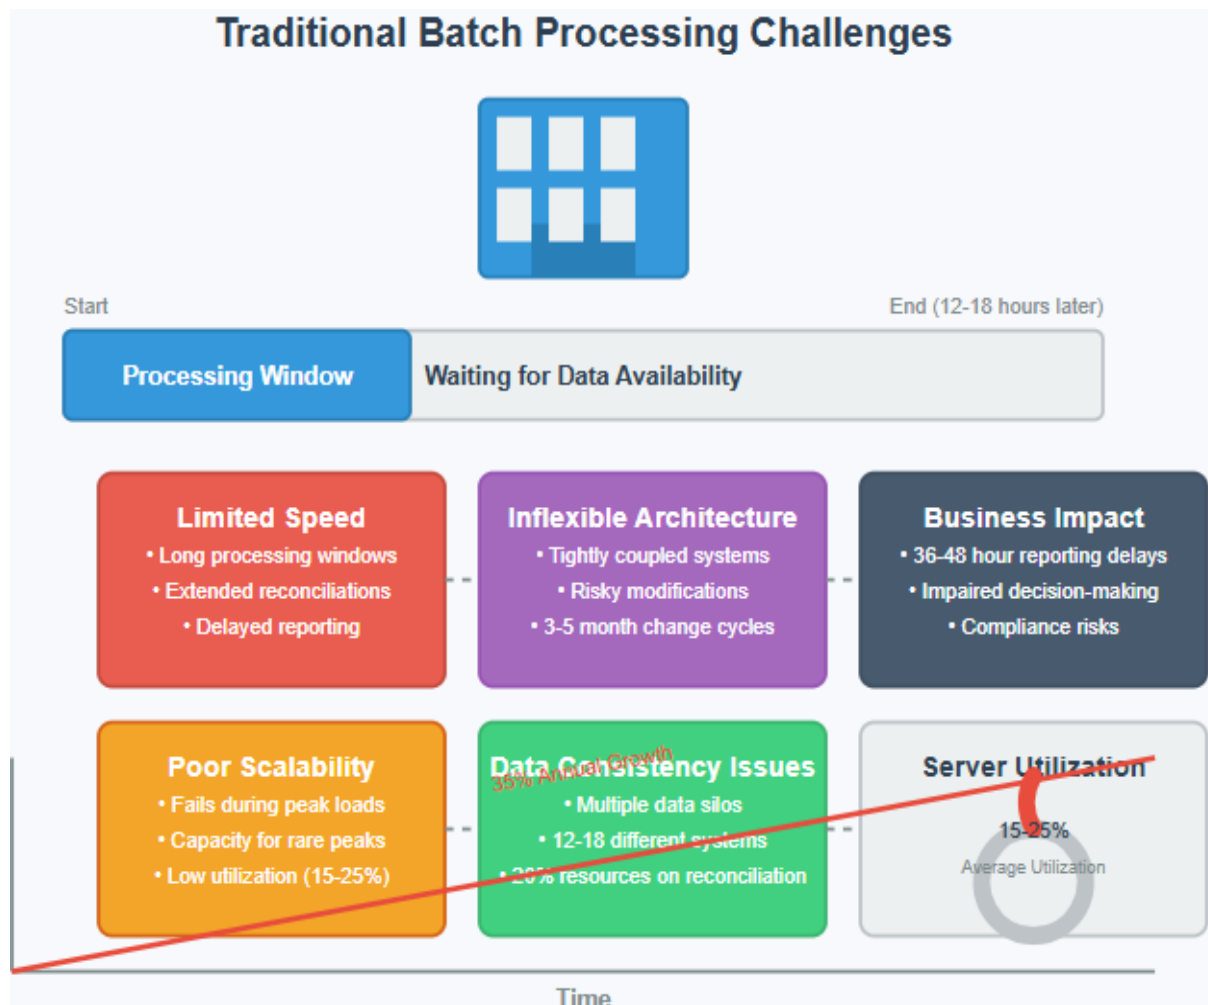 Traditional Batch Processing Challenges
Start
End (12-18 hours later)
Processing Window
Waiting for Data Availability
Limited Speed
• Long processing windows
• Extended reconciliations
• Delayed reporting
Inflexible Architecture
• Tightly coupled systems
• Risky modifications
• 3-5 month change cycles
Business Impact
• 36-48 hour reporting delays
• Impaired decision-making
• Compliance risks
Poor Scalability
• Fails during peak loads
• Capacity for rare peaks
• Low utilization (15-25%)
Data Consistency Issues
35% Annual Growth
• Multiple data silos
• 12-18 different systems
• 20% resources on reconciliation
Server Utilization
15-25%
Average Utilization
Time